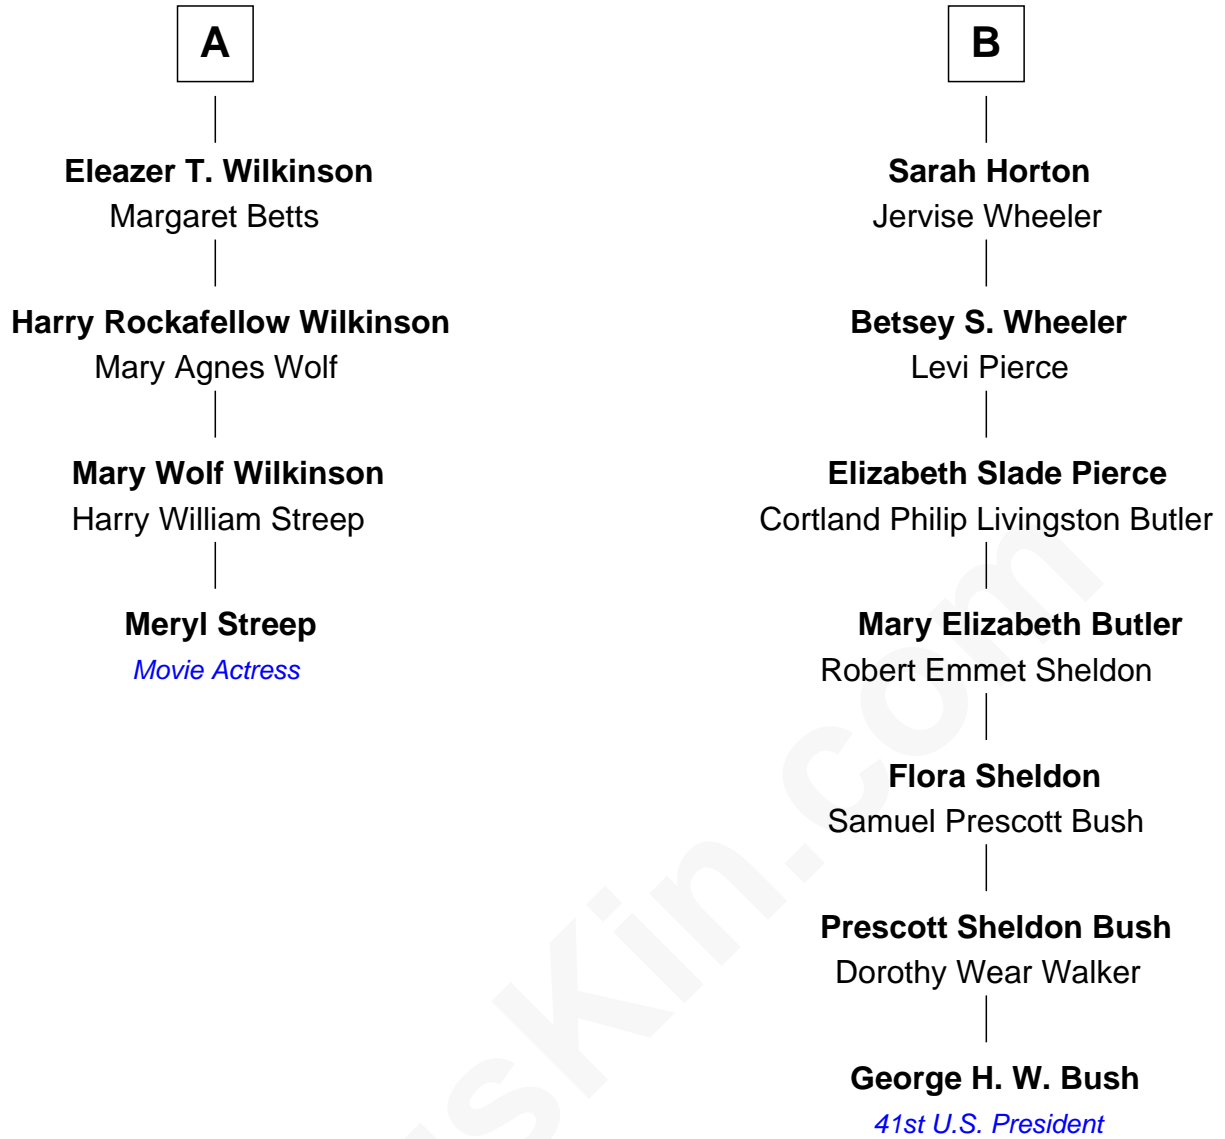 A
Eleazer T. Wilkinson
Margaret Betts
Harry Rockafellow Wilkinson
Mary Agnes Wolf
Mary Wolf Wilkinson
Harry William Streep
Meryl Streep
Movie Actress
B
Sarah Horton
Jervise Wheeler
Betsey S. Wheeler
Levi Pierce
Elizabeth Slade Pierce
Cortland Philip Livingston Butler
Mary Elizabeth Butler
Robert Emmet Sheldon
Flora Sheldon
Samuel Prescott Bush
Prescott Sheldon Bush
Dorothy Wear Walker
George H. W. Bush
41st U.S. President